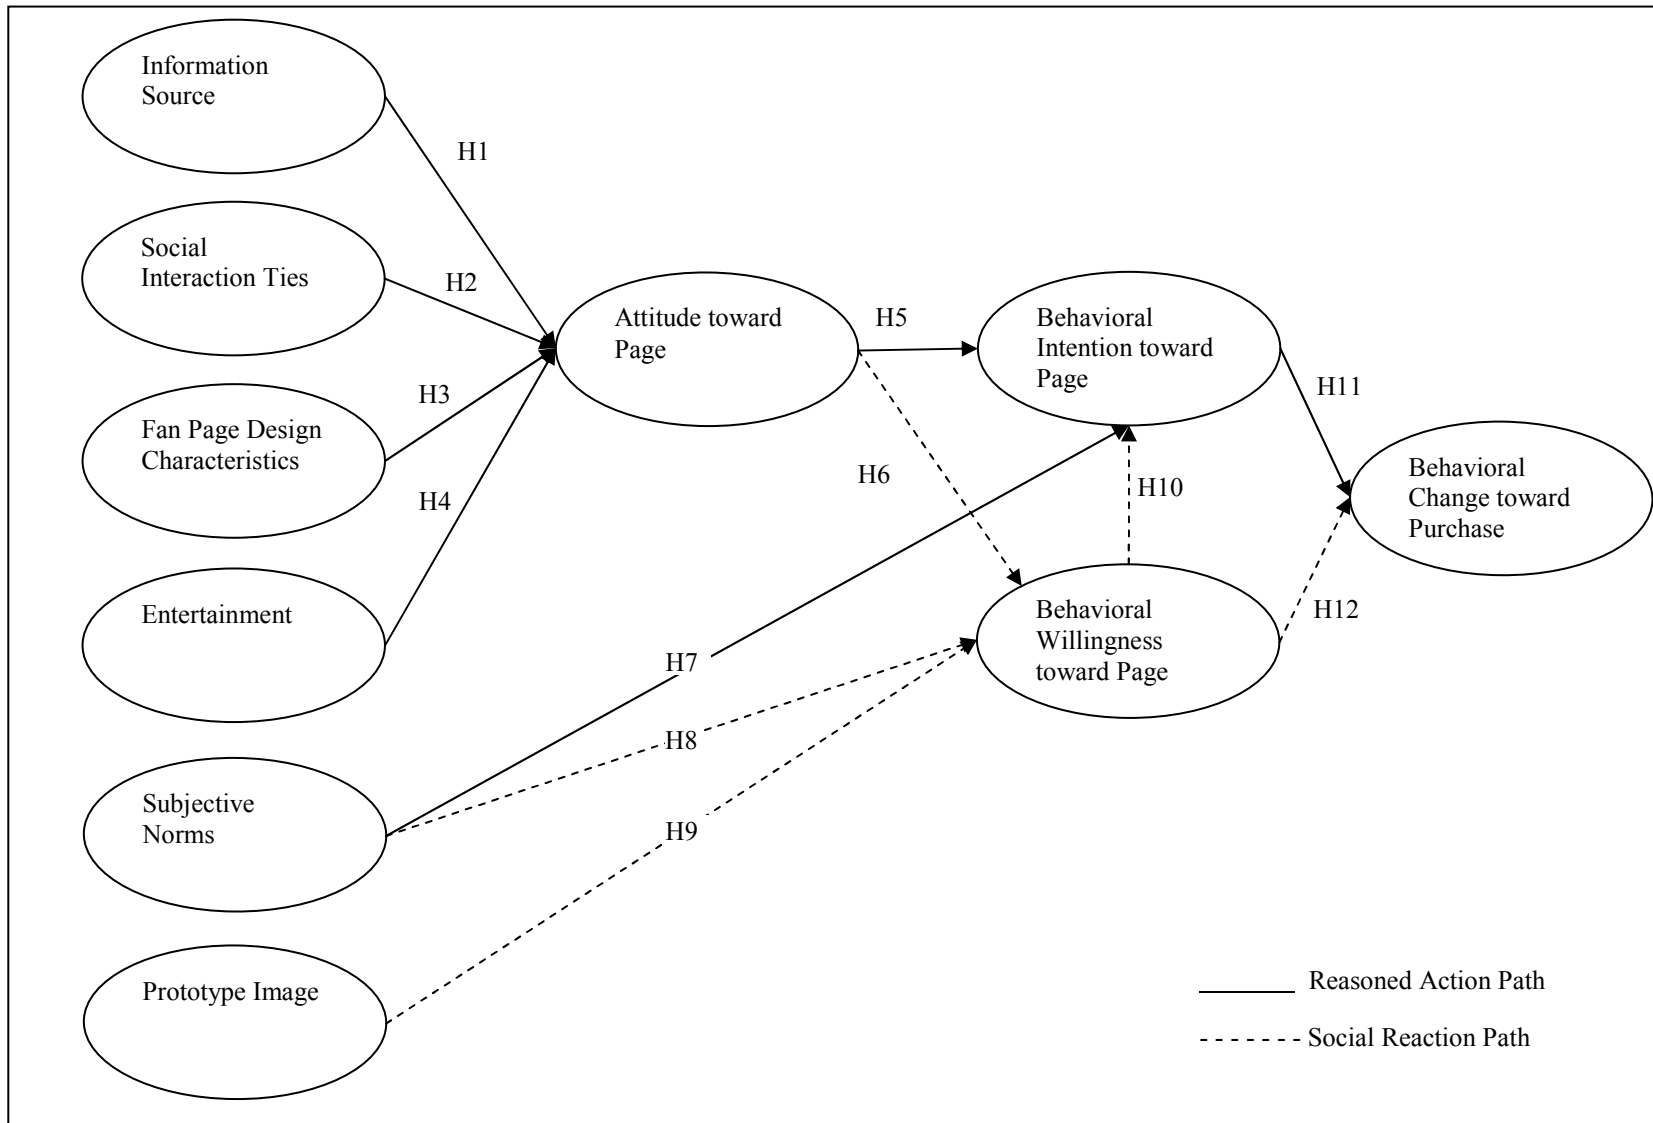 Information
Source
H1
Social
Interaction Ties
H2
Fan Page Design
Characteristics
H3
Entertainment
H4
Attitude toward
Page
H5
Behavioral
Intention toward
Page
H11
H6
H10
Behavioral
Change toward
Purchase
Behavioral
Willingness
toward Page
H12
H7
H8
Subjective
Norms
H9
Prototype Image
Reasoned Action Path
Social Reaction Path